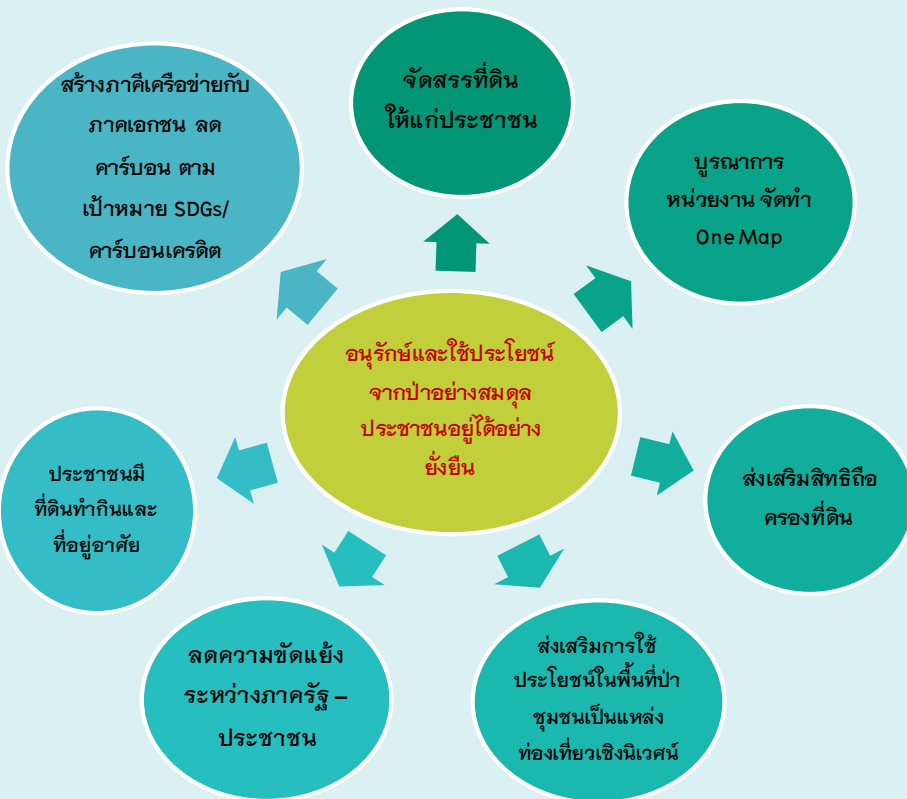 จัดสรรที่ดิน
ให้แก่ประชาชน
สร้างภาคีเครือข่ายกับ
ภาคเอกชน ลด
คาร์บอน ตาม
เป้าหมาย SDGs/
คาร์บอนเครดิต
บูรณาการ
หน่วยงาน จัดทำ
One Map
อนุรักษ์และใช้ประโยชน์
จากป่าอย่างสมดุล
ประชาชนอยู่ได้อย่าง
ยั่งยืน
ประชาชนมี
ที่ดินทำกินและ
ที่อยู่อาศัย
ส่งเสริมสิทธิถือ
ครองที่ดิน
ลดความขัดแย้ง
ระหว่างภาครัฐ –
ประชาชน
ส่งเสริมการใช้
ประโยชน์ในพื้นที่ป่า
ชุมชนเป็นแหล่ง
ท่องเที่ยวเชิงนิเวศน์